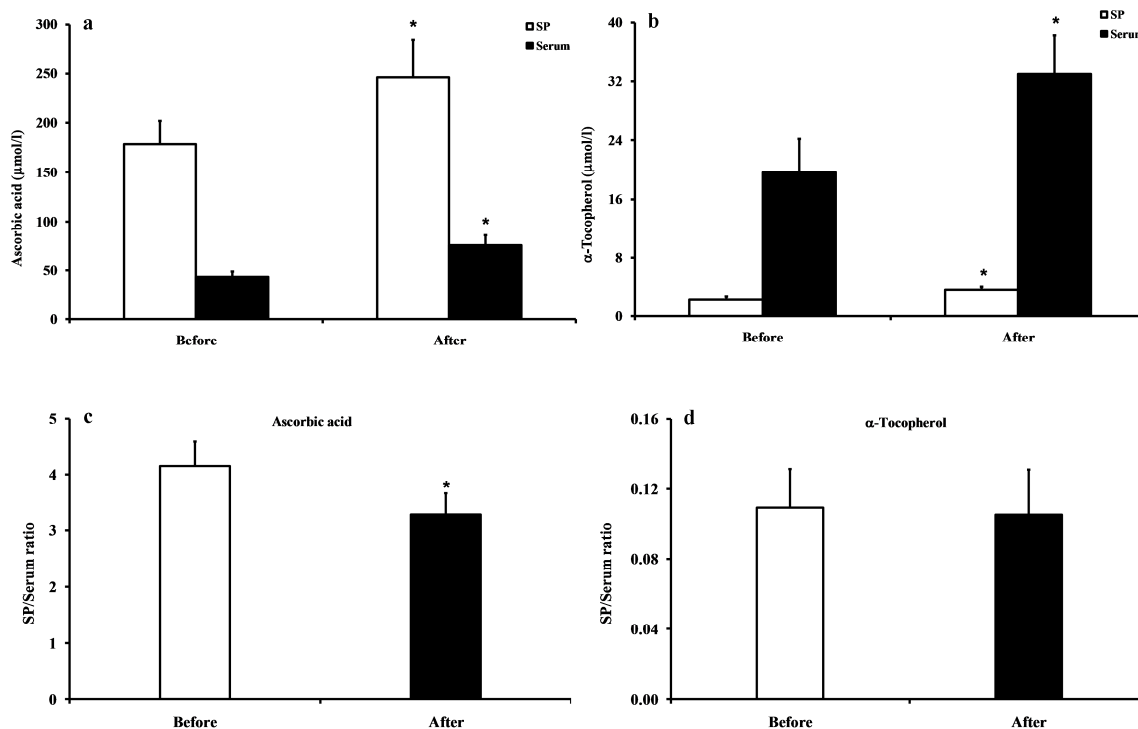 a
300
250
200
150
100
50
0
Ascorbic acid (µmol/l)
*
*
SP
Serum
Before
After
b
40
32
24
16
8
0
α-Tocopherol (µmol/l)
*
*
SP
Serum
Before
After
c
Ascorbic acid
5
4
3
2
1
0
SP/Serum ratio
*
Before
After
d
α-Tocopherol
0.16
0.12
0.08
0.04
0.00
SP/Serum ratio
Before
After